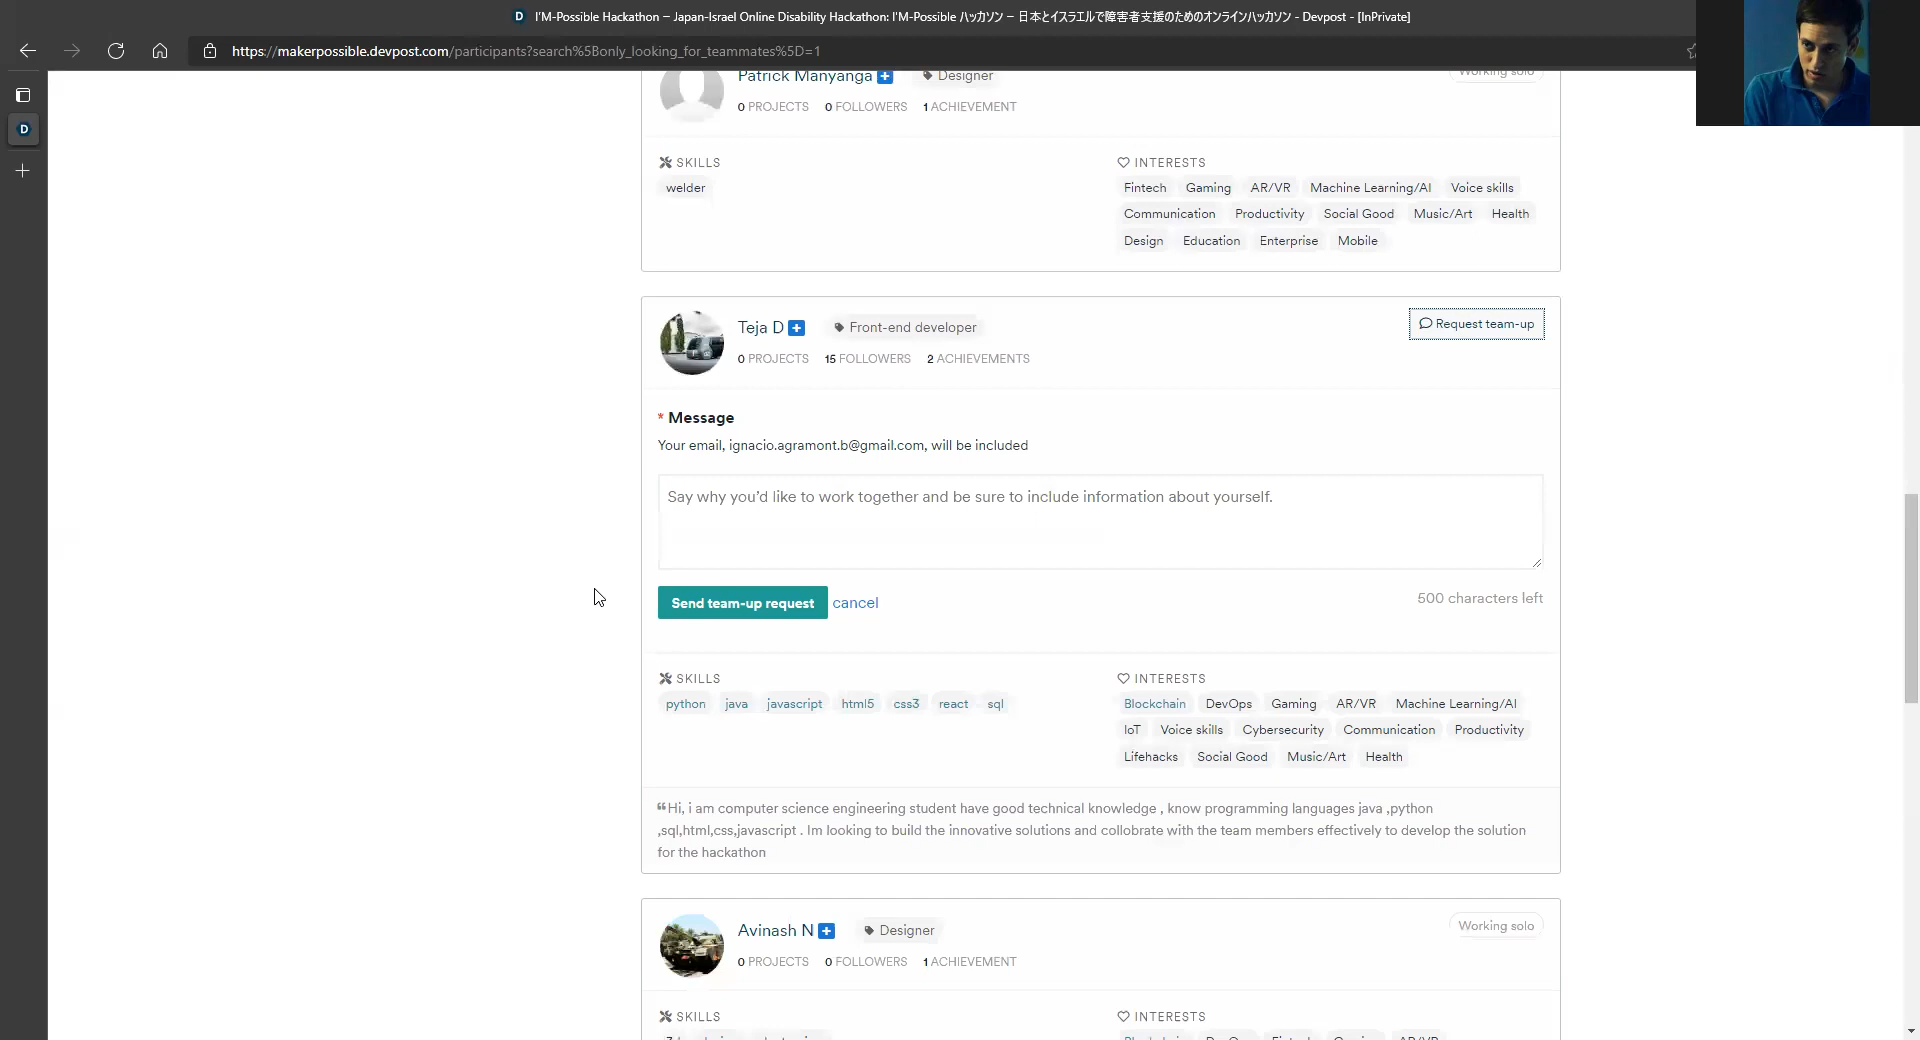 D I'M-Possible Hackathon – Japan-Israel Online Disability Hackathon: I'M-Possible ハッカソン – 日本とイスラエルで障害者支援のためのオンラインハッカソン - Devpost - [InPrivate]
https://makerpossible.devpost.com/participants?search%5Bonly_looking_for_teammates%5D=1
D
Patrick Manyanga Designer Working solo
0 PROJECTS 0 FOLLOWERS 1 ACHIEVEMENT
SKILLS INTERESTS
welder Fintech Gaming AR/VR Machine Learning/AI Voice skills
Communication Productivity Social Good Music/Art Health
Design Education Enterprise Mobile
Teja D Front-end developer Request team-up
0 PROJECTS 15 FOLLOWERS 2 ACHIEVEMENTS
* Message
Your email, ignacio.agramont.b@gmail.com, will be included
Say why you’d like to work together and be sure to include information about yourself.
Send team-up request cancel 500 characters left
SKILLS INTERESTS
python java javascript html5 css3 react sql Blockchain DevOps Gaming AR/VR Machine Learning/AI
IoT Voice skills Cybersecurity Communication Productivity
Lifehacks Social Good Music/Art Health
“Hi, i am computer science engineering student have good technical knowledge , know programming languages java ,python
,sql,html,css,javascript . Im looking to build the innovative solutions and collobrate with the team members effectively to develop the solution
for the hackathon
Avinash N Designer Working solo
0 PROJECTS 0 FOLLOWERS 1 ACHIEVEMENT
SKILLS INTERESTS
AR/VR